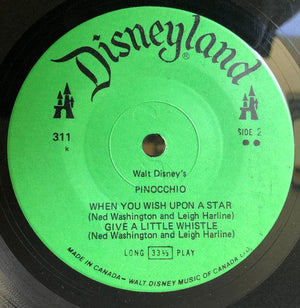 Disneyland
®
311
k
SIDE 2
Walt Disney's
PINOCCHIO
WHEN YOU WISH UPON A STAR
(Ned Washington and Leigh Harline)
GIVE A LITTLE WHISTLE
(Ned Washington and Leigh Harline)
LONG 33⅓ PLAY
MADE IN CANADA - WALT DISNEY MUSIC OF CANADA LTD.